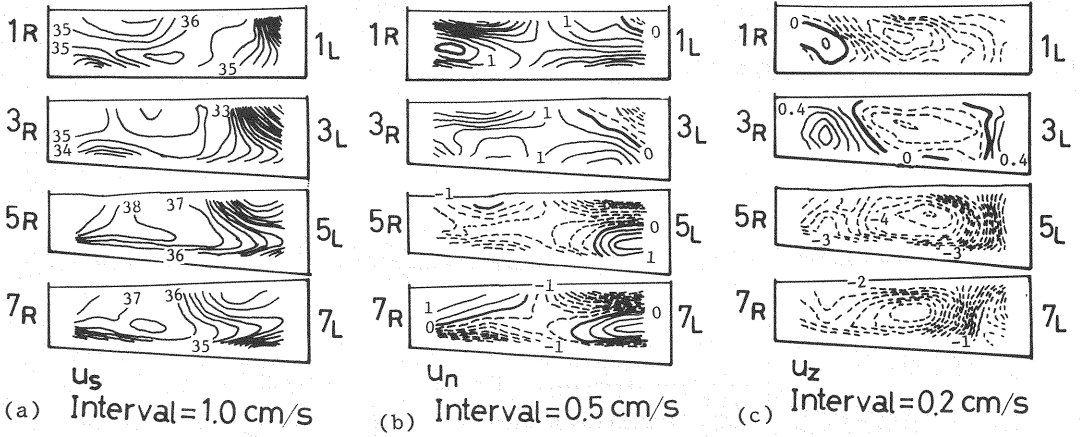 1R 35 35 36 35 1L
3R 35 34 33 3L
5R 38 37 36 5L
7R 37 36 35 7L
us
(a) Interval=1.0 cm/s
1R 1 1 0 1L
3R 1 1 0 3L
5R -1 0 1 5L
7R 1 0 -1 -1 0 7L
un
(b) Interval=0.5 cm/s
1R 0 0 1L
3R 0.4 0 0.4 3L
5R -3 -4 -3 5L
7R -2 -1 7L
uz
(c) Interval=0.2 cm/s